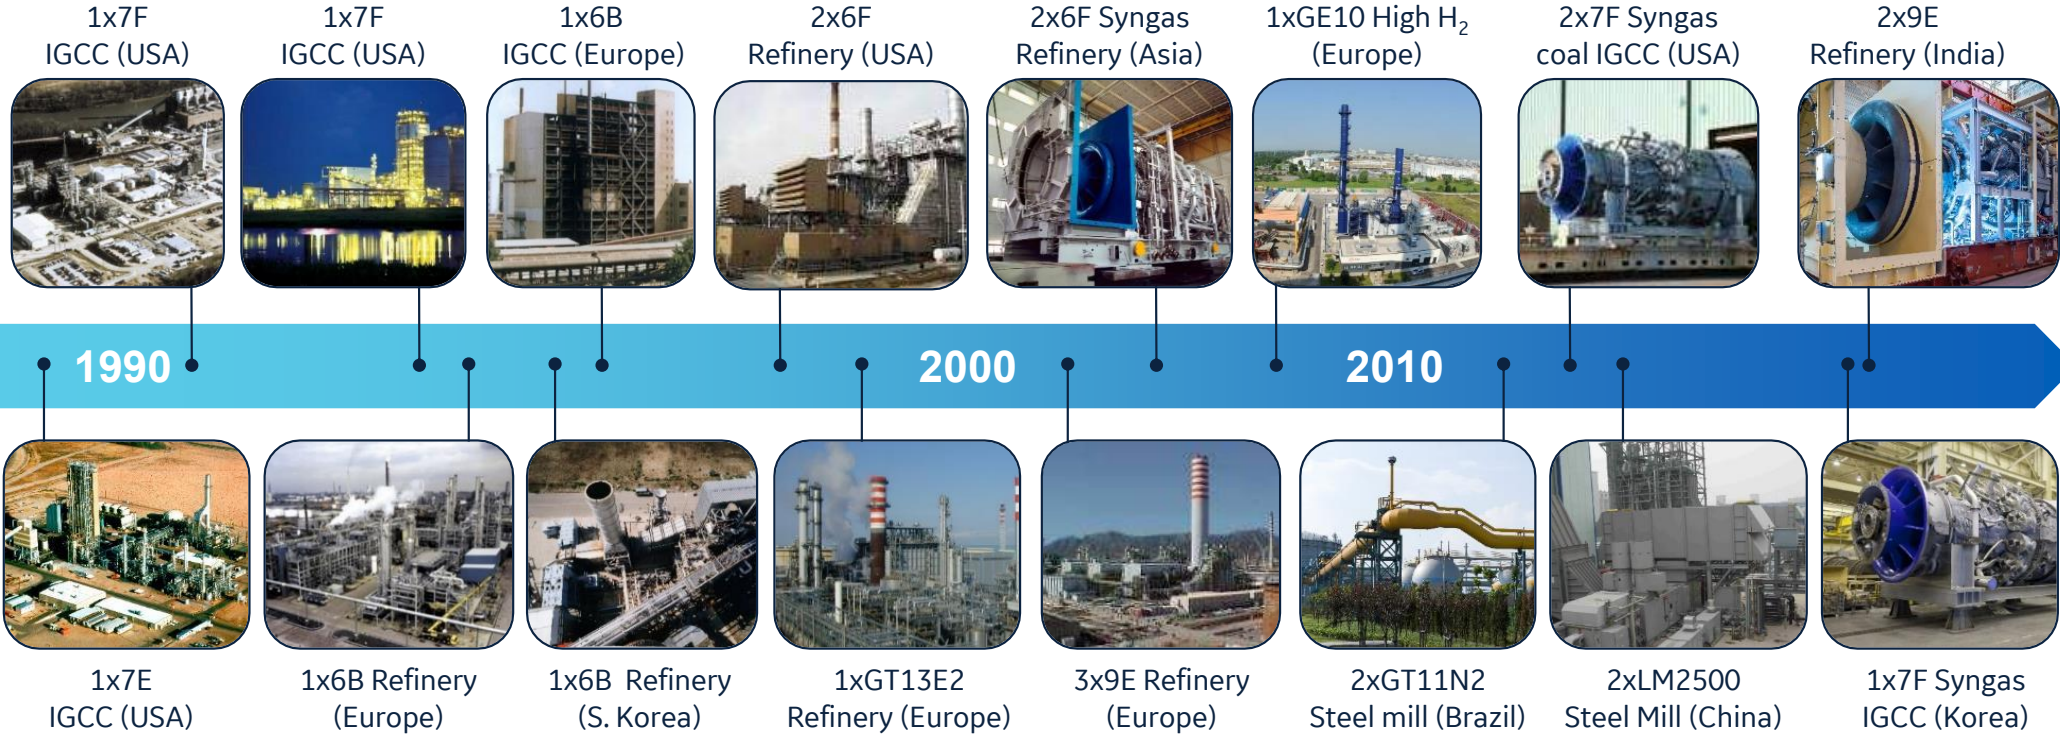 1x7F
IGCC (USA)
1x7F
IGCC (USA)
1x6B
IGCC (Europe)
2x6F
Refinery (USA)
2x6F Syngas
Refinery (Asia)
1xGE10 High H₂
(Europe)
2x7F Syngas
coal IGCC (USA)
2x9E
Refinery (India)
1990
2000
2010
1x7E
IGCC (USA)
1x6B Refinery
(Europe)
1x6B Refinery
(S. Korea)
1xGT13E2
Refinery (Europe)
3x9E Refinery
(Europe)
2xGT11N2
Steel mill (Brazil)
2xLM2500
Steel Mill (China)
1x7F Syngas
IGCC (Korea)